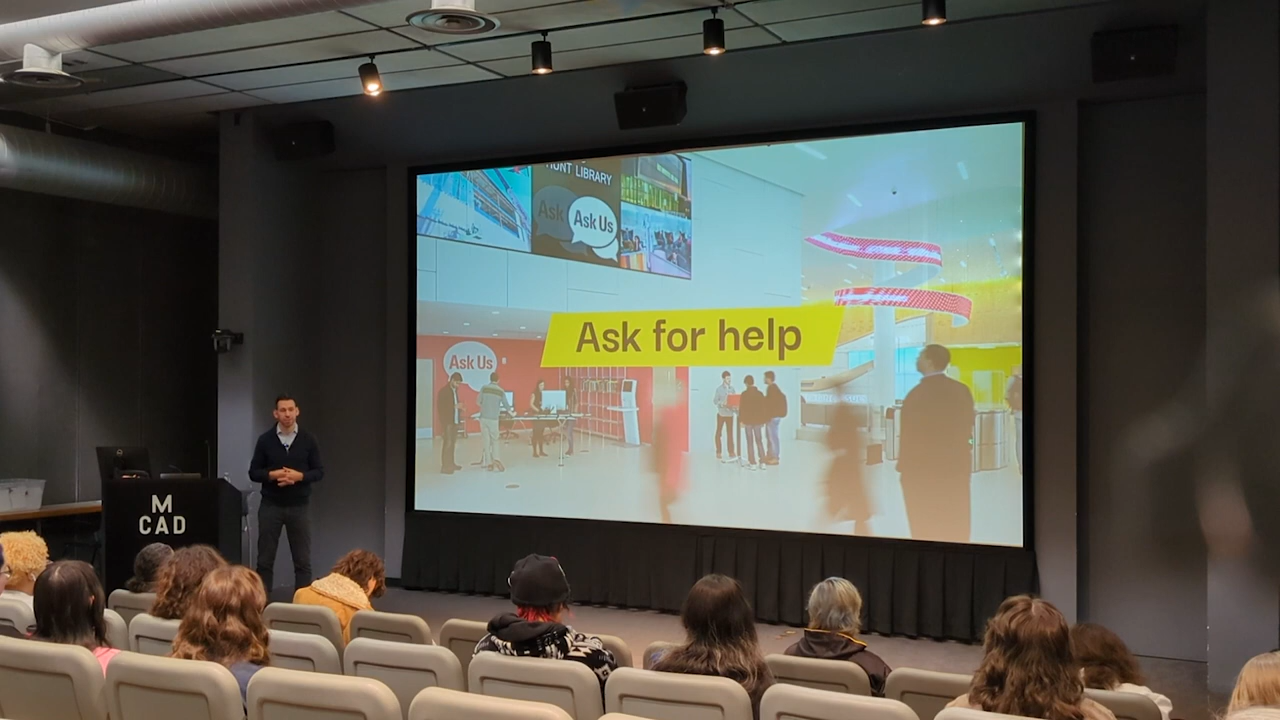 HUNT LIBRARY
Ask
Ask Us
Ask for help
Ask Us
M
CAD